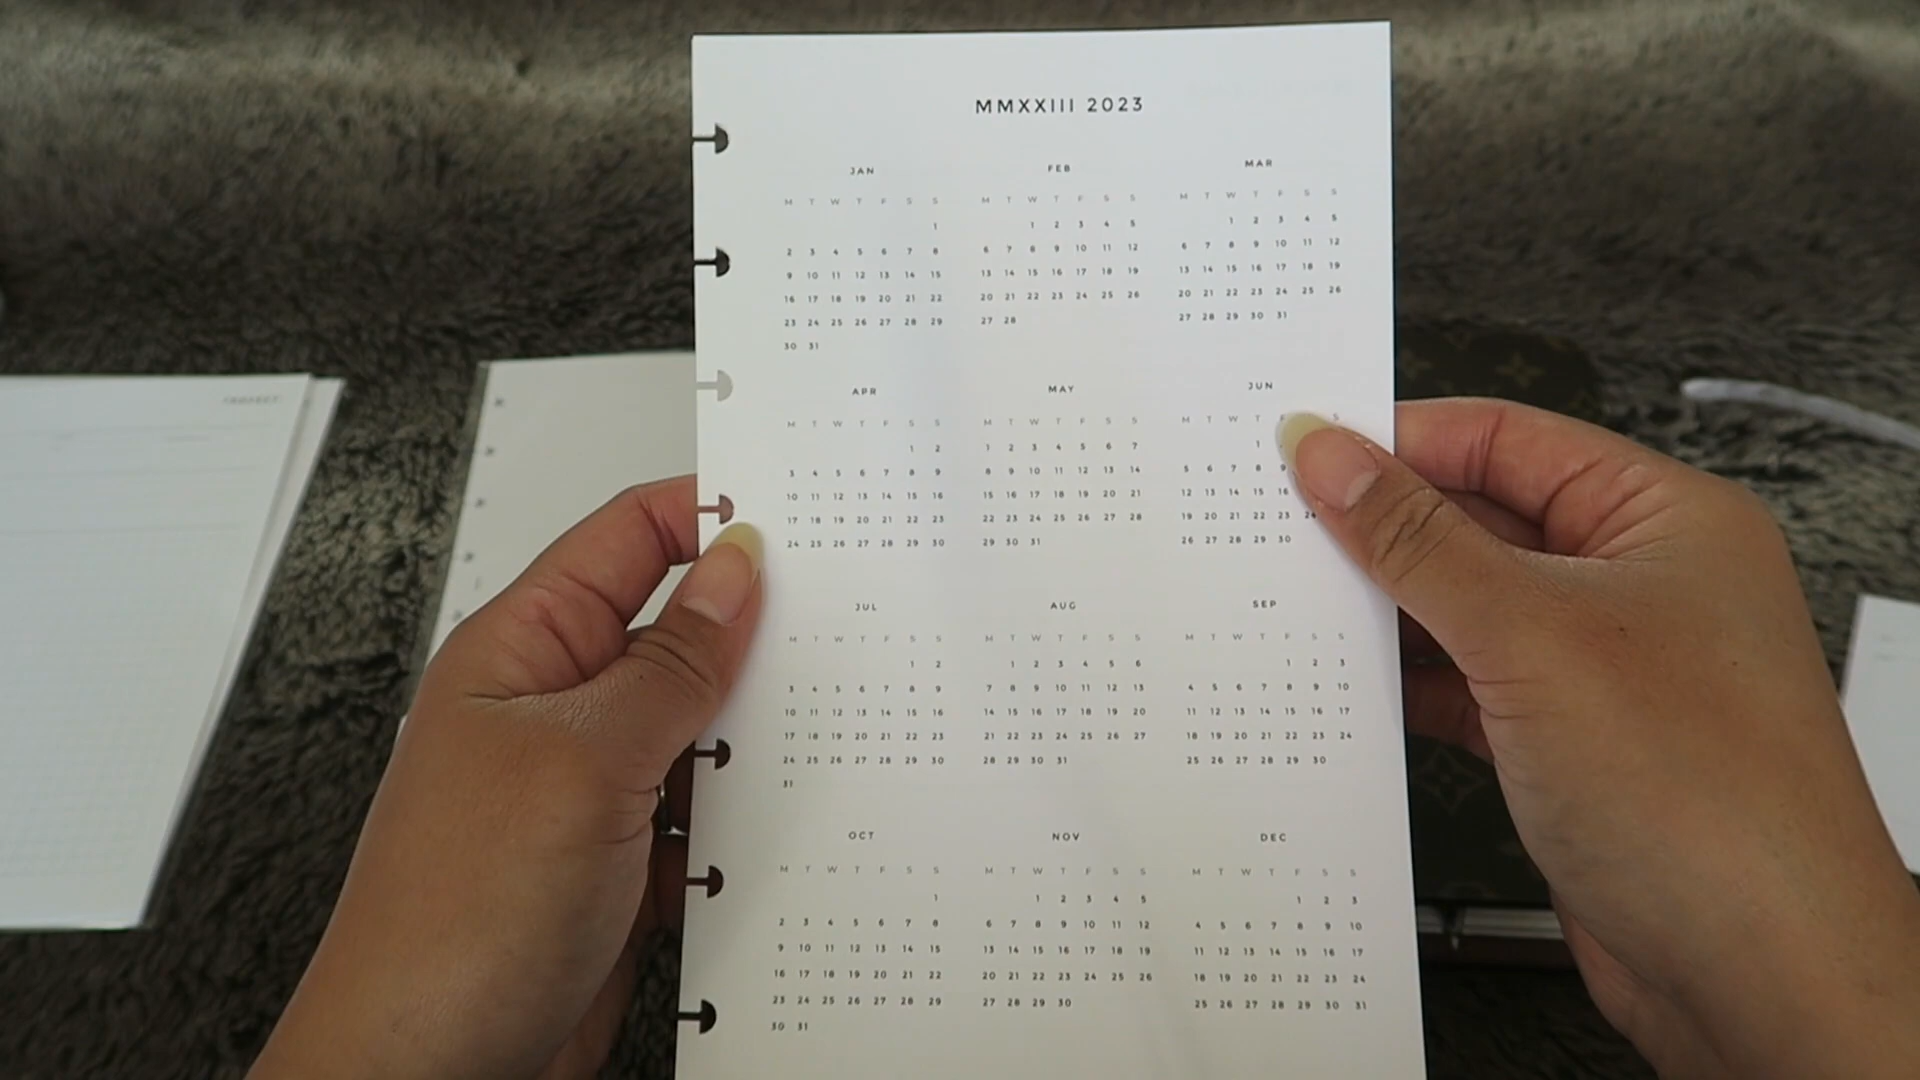 MMXXIII 2023
JAN
M T W T F S S
1
2 3 4 5 6 7 8
9 10 11 12 13 14 15
16 17 18 19 20 21 22
23 24 25 26 27 28 29
30 31
FEB
M T W T F S S
1 2 3 4 5
6 7 8 9 10 11 12
13 14 15 16 17 18 19
20 21 22 23 24 25 26
27 28
MAR
M T W T F S S
1 2 3 4 5
6 7 8 9 10 11 12
13 14 15 16 17 18 19
20 21 22 23 24 25 26
27 28 29 30 31
APR
M T W T F S S
1 2
3 4 5 6 7 8 9
10 11 12 13 14 15 16
17 18 19 20 21 22 23
24 25 26 27 28 29 30
MAY
M T W T F S S
1 2 3 4 5 6 7
8 9 10 11 12 13 14
15 16 17 18 19 20 21
22 23 24 25 26 27 28
29 30 31
JUN
M T W T F S
1
5 6 7 8 9
12 13 14 15 16
19 20 21 22 23 24
26 27 28 29 30
JUL
M T W T F S S
1 2
3 4 5 6 7 8 9
10 11 12 13 14 15 16
17 18 19 20 21 22 23
24 25 26 27 28 29 30
31
AUG
M T W T F S S
1 2 3 4 5 6
7 8 9 10 11 12 13
14 15 16 17 18 19 20
21 22 23 24 25 26 27
28 29 30 31
SEP
M T W T F S S
1 2 3
4 5 6 7 8 9 10
11 12 13 14 15 16 17
18 19 20 21 22 23 24
25 26 27 28 29 30
OCT
M T W T F S S
1
2 3 4 5 6 7 8
9 10 11 12 13 14 15
16 17 18 19 20 21 22
23 24 25 26 27 28 29
30 31
NOV
M T W T F S S
1 2 3 4 5
6 7 8 9 10 11 12
13 14 15 16 17 18 19
20 21 22 23 24 25 26
27 28 29 30
DEC
M T W T F S S
1 2 3
4 5 6 7 8 9 10
11 12 13 14 15 16 17
18 19 20 21 22 23 24
25 26 27 28 29 30 31